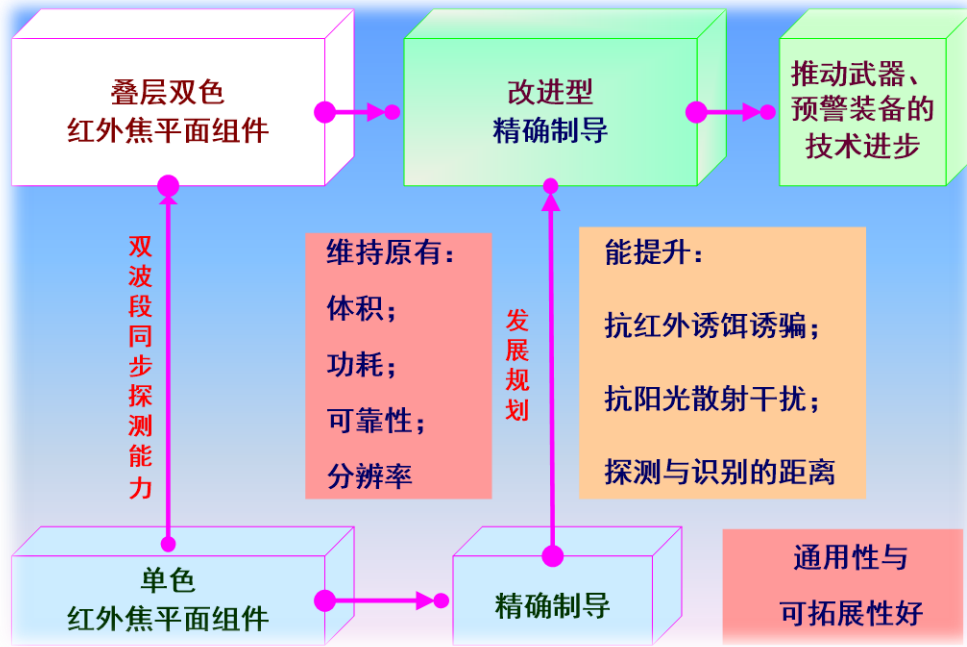 叠层双色
红外焦平面组件
改进型
精确制导
推动武器、
预警装备的
技术进步
双波段同步探测能力
维持原有：
体积；
功耗；
可靠性；
分辨率
发展规划
能提升：
抗红外诱饵诱骗；
抗阳光散射干扰；
探测与识别的距离
单色
红外焦平面组件
精确制导
通用性与
可拓展性好